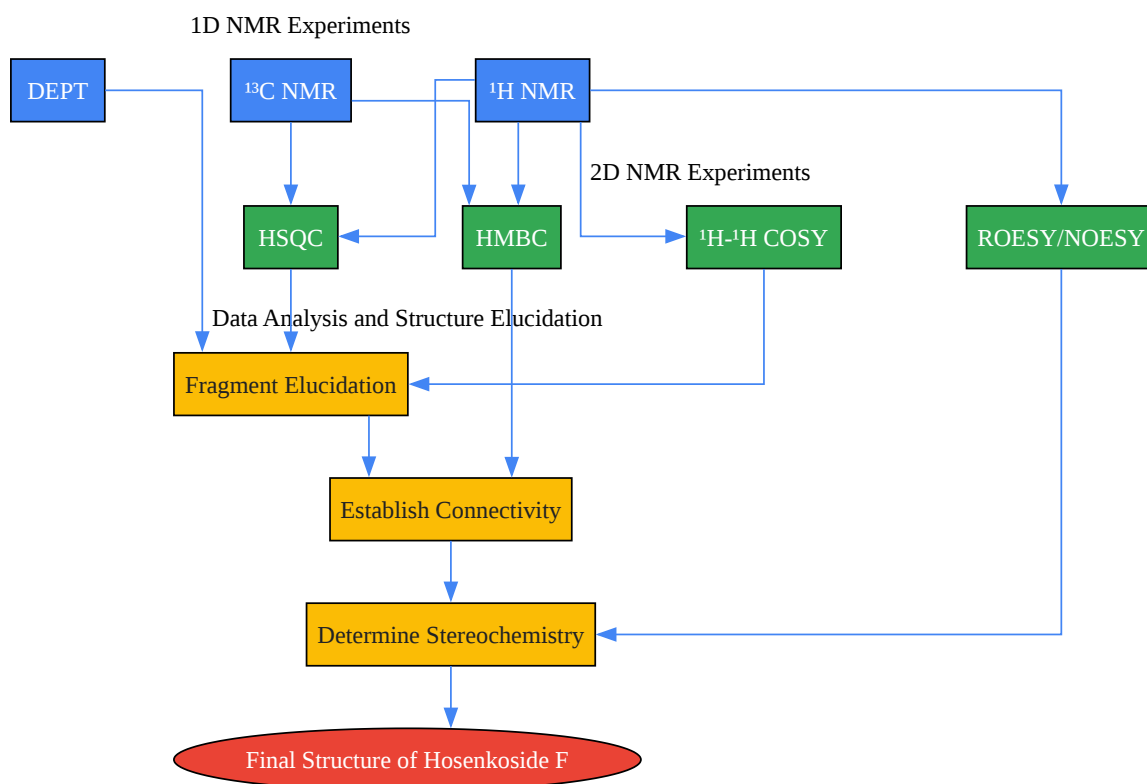 1D NMR Experiments
DEPT
¹³C NMR
¹H NMR
2D NMR Experiments
HSQC
HMBC
¹H-¹H COSY
ROESY/NOESY
Data Analysis and Structure Elucidation
Fragment Elucidation
Establish Connectivity
Determine Stereochemistry
Final Structure of Hosenkoside F